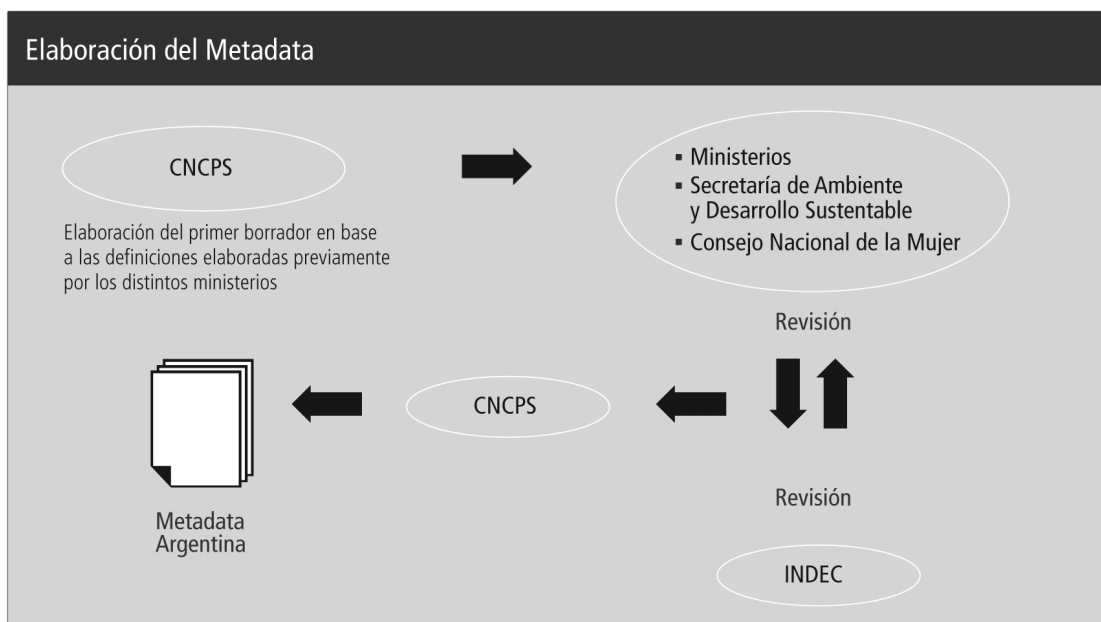 Elaboración del Metadata
CNCPS
Elaboración del primer borrador en base
a las definiciones elaboradas previamente
por los distintos ministerios
▪ Ministerios
▪ Secretaría de Ambiente
y Desarrollo Sustentable
▪ Consejo Nacional de la Mujer
Revisión
CNCPS
Metadata
Argentina
Revisión
INDEC